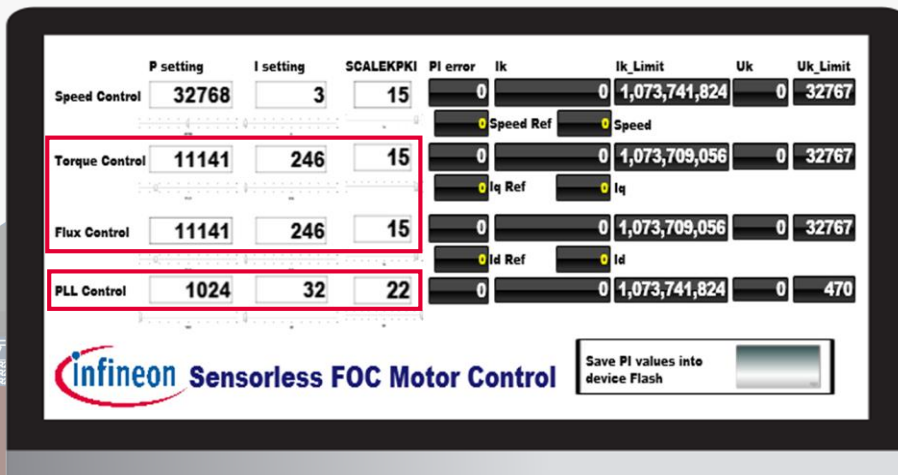 P setting I setting SCALEKPKI PI error Ik Ik_Limit Uk Uk_Limit
Speed Control 32768 3 15 0 0 1,073,741,824 0 32767
0 Speed Ref 0 Speed
Torque Control 11141 246 15 0 0 1,073,709,056 0 32767
0 Iq Ref 0 Iq
Flux Control 11141 246 15 0 0 1,073,709,056 0 32767
0 Id Ref 0 Id
PLL Control 1024 32 22 0 0 1,073,741,824 0 470
infineon Sensorless FOC Motor Control
Save PI values into
device Flash